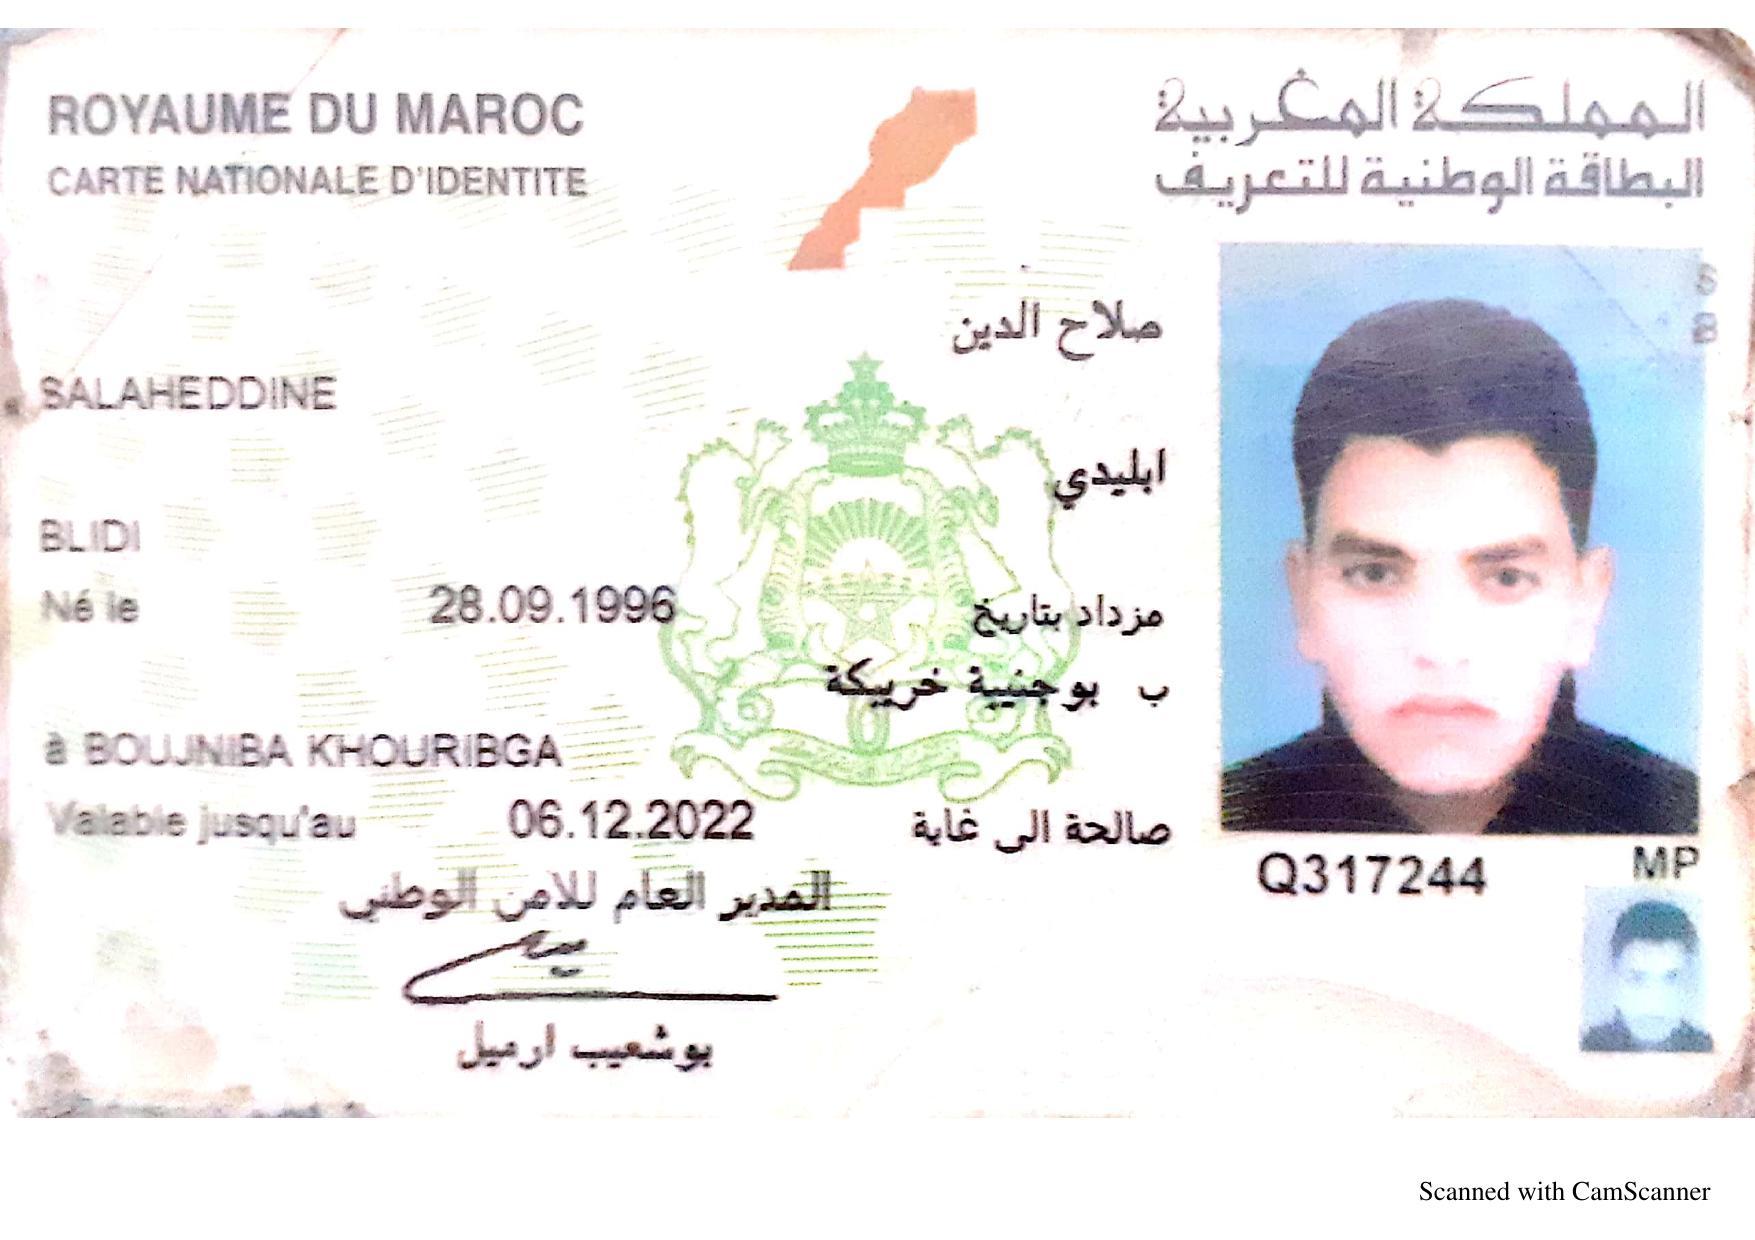 ROYAUME DU MAROC
المملكة المغربية
CARTE NATIONALE D'IDENTITE
البطاقة الوطنية للتعريف
صلاح الدين
SALAHEDDINE
ابليدي
BLIDI
Né le 28.09.1996 مزداد بتاريخ
ب بوجنيبة خريبكة
à BOUJNIBA KHOURIBGA
Valable jusqu'au 06.12.2022 صالحة الى غاية
Q317244
MP
المدير العام للامن الوطني
بوشعيب ارميل
Scanned with CamScanner